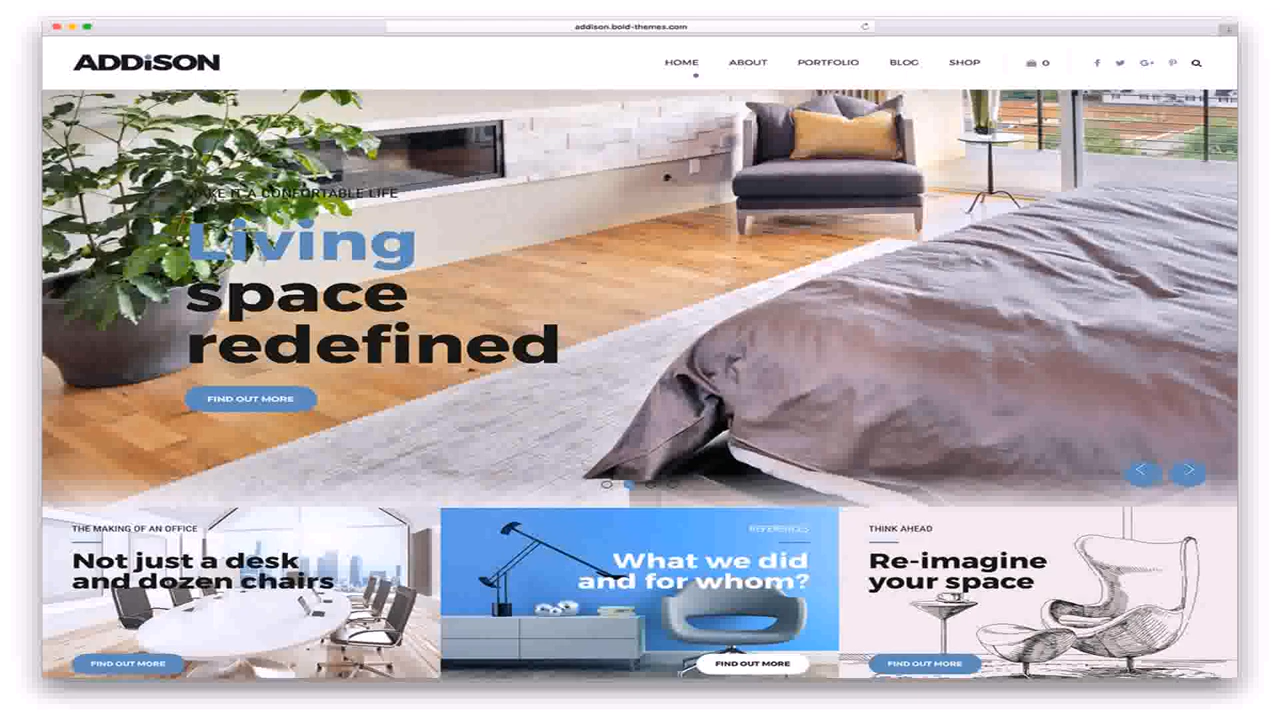 addison.bold-themes.com
ADDiSON
HOME ABOUT PORTFOLIO BLOG SHOP 0
MAKE IT A CONFORTABLE LIFE
Living
space
redefined
FIND OUT MORE
THE MAKING OF AN OFFICE
Not just a desk
and dozen chairs
FIND OUT MORE
REFERENCES
What we did
and for whom?
FIND OUT MORE
THINK AHEAD
Re-imagine
your space
FIND OUT MORE